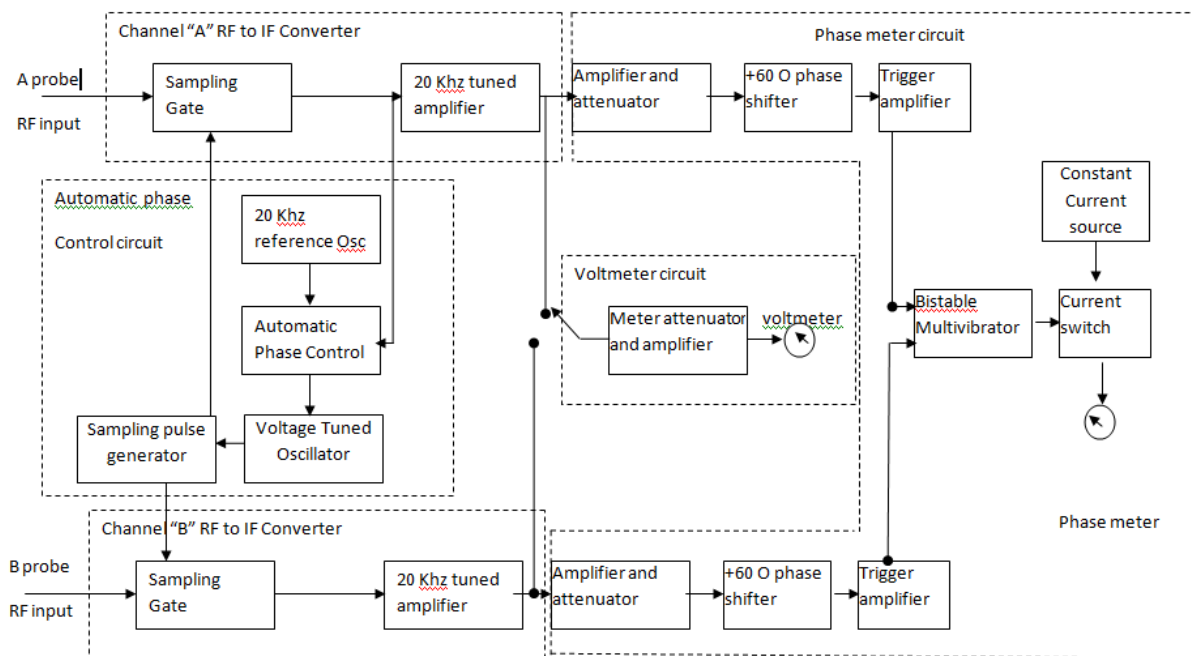 Channel “A” RF to IF Converter
Phase meter circuit
A probe
RF input
Sampling
Gate
20 Khz tuned
amplifier
Amplifier and
attenuator
+60 O phase
shifter
Trigger
amplifier
Automatic phase
Control circuit
20 Khz
reference Osc
Constant
Current
source
Voltmeter circuit
Automatic
Phase Control
Meter attenuator
and amplifier
voltmeter
Bistable
Multivibrator
Current
switch
Sampling pulse
generator
Voltage Tuned
Oscillator
Channel “B” RF to IF Converter
Phase meter
B probe
RF input
Sampling
Gate
20 Khz tuned
amplifier
Amplifier and
attenuator
+60 O phase
shifter
Trigger
amplifier